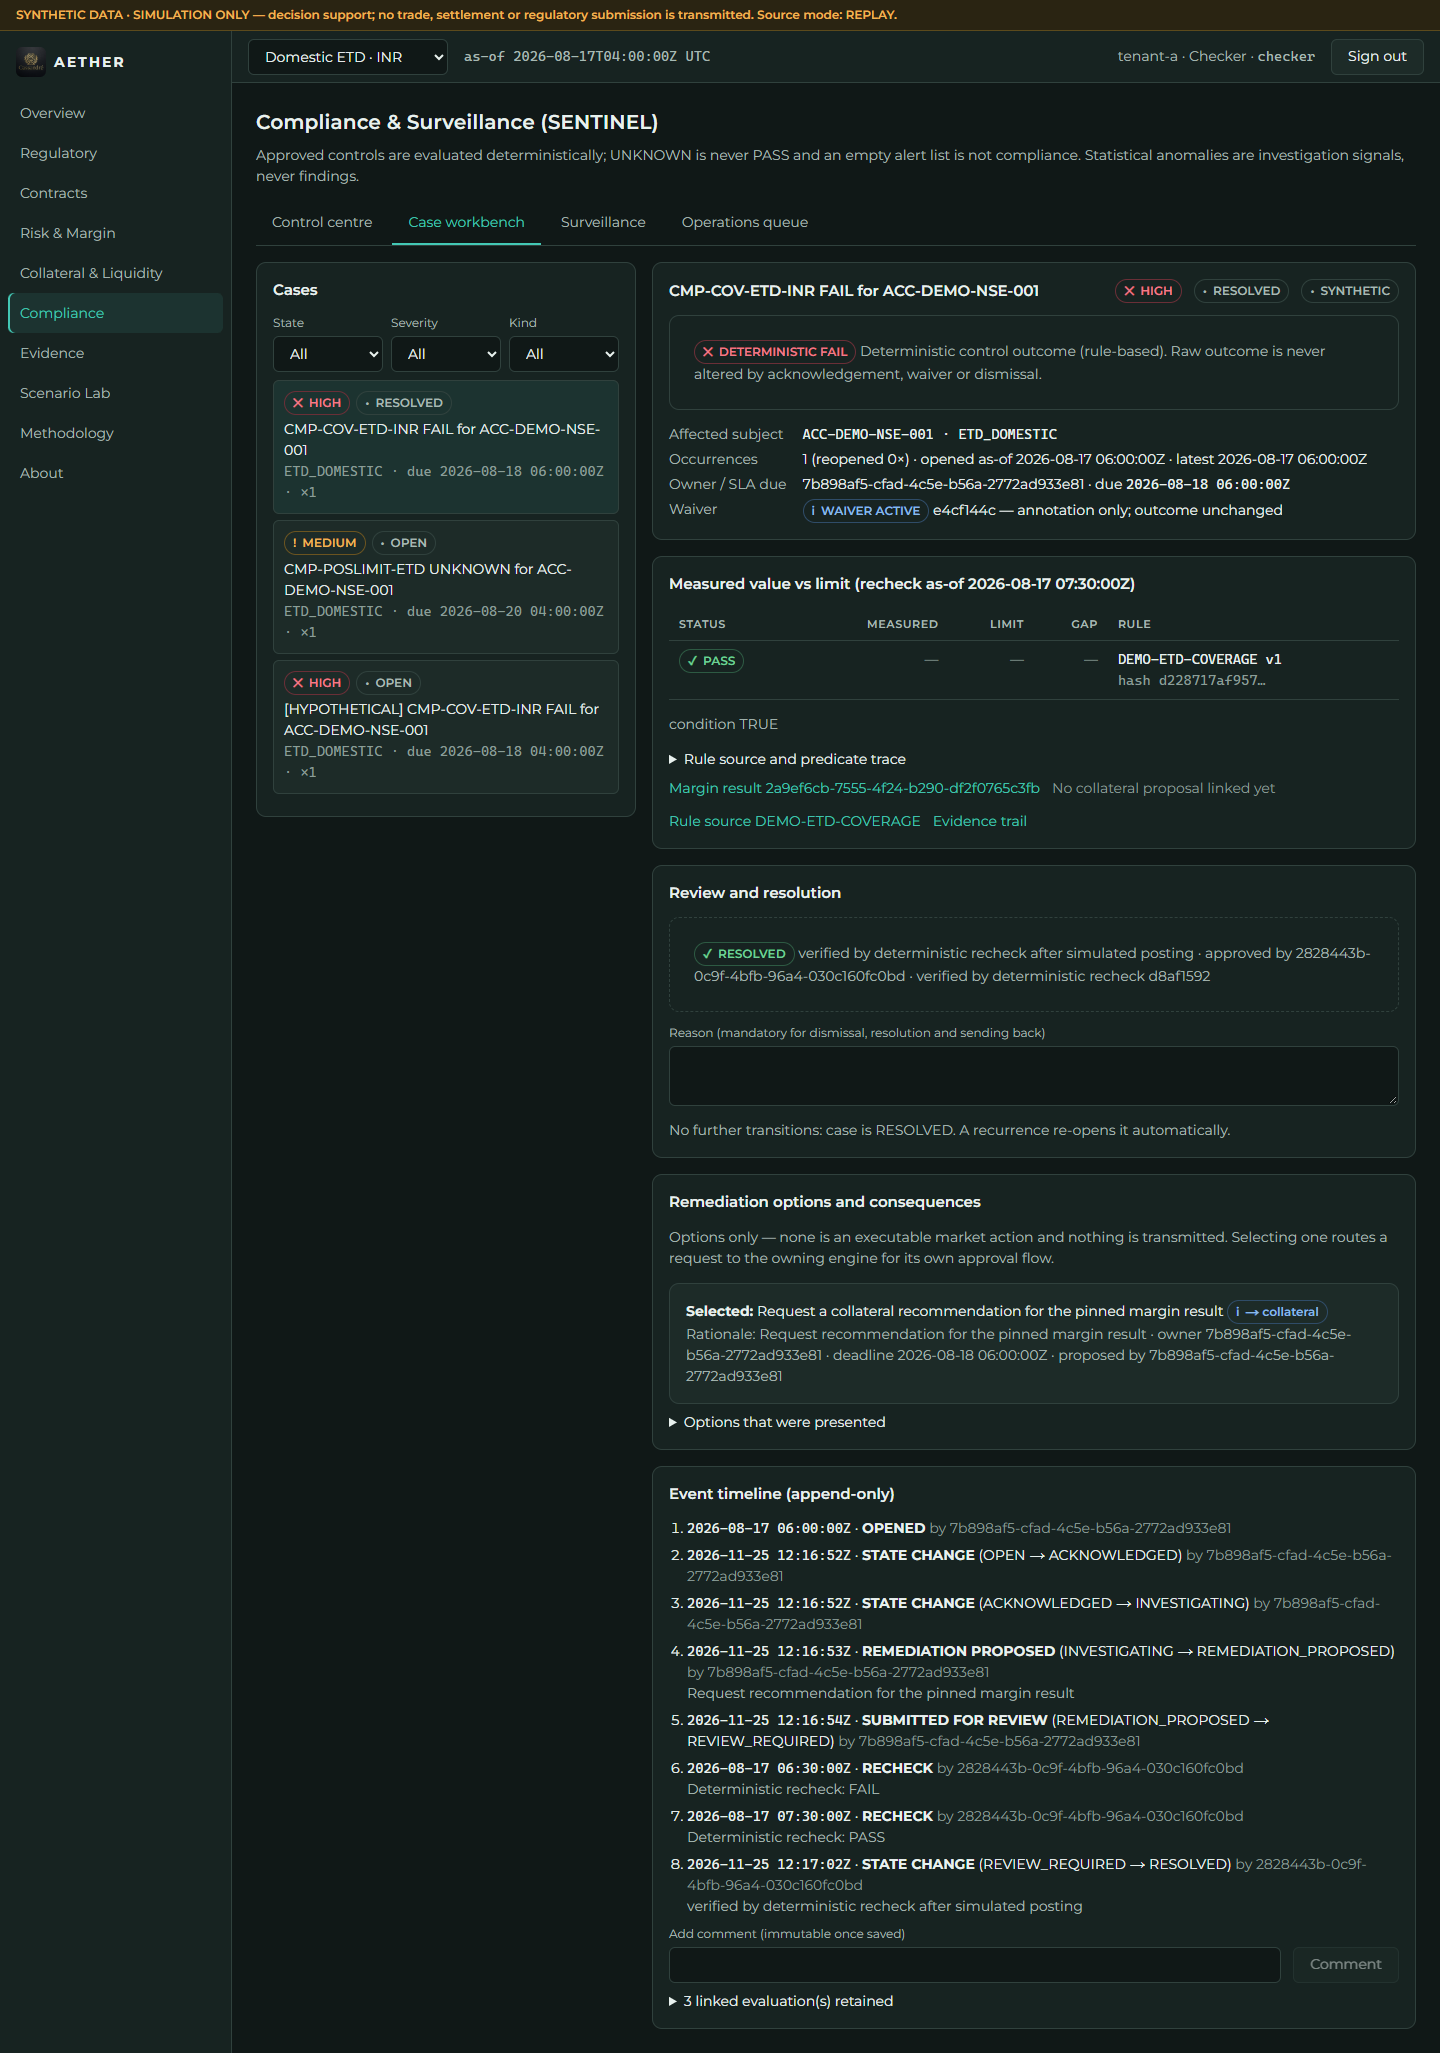 SYNTHETIC DATA · SIMULATION ONLY — decision support; no trade, settlement or regulatory submission is transmitted. Source mode: REPLAY.
AETHER
Domestic ETD · INR
as-of 2026-08-17T04:00:00Z UTC
tenant-a · Checker · checker
Sign out
Overview
Regulatory
Contracts
Risk & Margin
Collateral & Liquidity
Compliance
Evidence
Scenario Lab
Methodology
About
Compliance & Surveillance (SENTINEL)
Approved controls are evaluated deterministically; UNKNOWN is never PASS and an empty alert list is not compliance. Statistical anomalies are investigation signals,
never findings.
Control centre
Case workbench
Surveillance
Operations queue
Cases
State
Severity
Kind
All
All
All
✕ HIGH
• RESOLVED
CMP-COV-ETD-INR FAIL for ACC-DEMO-NSE-
001
ETD_DOMESTIC · due 2026-08-18 06:00:00Z
· ×1
! MEDIUM
• OPEN
CMP-POSLIMIT-ETD UNKNOWN for ACC-
DEMO-NSE-001
ETD_DOMESTIC · due 2026-08-20 04:00:00Z
· ×1
✕ HIGH
• OPEN
[HYPOTHETICAL] CMP-COV-ETD-INR FAIL for
ACC-DEMO-NSE-001
ETD_DOMESTIC · due 2026-08-18 04:00:00Z
· ×1
CMP-COV-ETD-INR FAIL for ACC-DEMO-NSE-001
✕ HIGH
• RESOLVED
• SYNTHETIC
✕ DETERMINISTIC FAIL Deterministic control outcome (rule-based). Raw outcome is never
altered by acknowledgement, waiver or dismissal.
Affected subject ACC-DEMO-NSE-001 · ETD_DOMESTIC
Occurrences 1 (reopened 0×) · opened as-of 2026-08-17 06:00:00Z · latest 2026-08-17 06:00:00Z
Owner / SLA due 7b898af5-cfad-4c5e-b56a-2772ad933e81 · due 2026-08-18 06:00:00Z
Waiver i WAIVER ACTIVE e4cf144c — annotation only; outcome unchanged
Measured value vs limit (recheck as-of 2026-08-17 07:30:00Z)
STATUS MEASURED LIMIT GAP RULE
✓ PASS — — — DEMO-ETD-COVERAGE v1
hash d228717af957…
condition TRUE
▶ Rule source and predicate trace
Margin result 2a9ef6cb-7555-4f24-b290-df2f0765c3fb No collateral proposal linked yet
Rule source DEMO-ETD-COVERAGE Evidence trail
Review and resolution
✓ RESOLVED verified by deterministic recheck after simulated posting · approved by 2828443b-
0c9f-4bfb-96a4-030c160fc0bd · verified by deterministic recheck d8af1592
Reason (mandatory for dismissal, resolution and sending back)
No further transitions: case is RESOLVED. A recurrence re-opens it automatically.
Remediation options and consequences
Options only — none is an executable market action and nothing is transmitted. Selecting one routes a
request to the owning engine for its own approval flow.
Selected: Request a collateral recommendation for the pinned margin result i → collateral
Rationale: Request recommendation for the pinned margin result · owner 7b898af5-cfad-4c5e-
b56a-2772ad933e81 · deadline 2026-08-18 06:00:00Z · proposed by 7b898af5-cfad-4c5e-b56a-
2772ad933e81
▶ Options that were presented
Event timeline (append-only)
1. 2026-08-17 06:00:00Z · OPENED by 7b898af5-cfad-4c5e-b56a-2772ad933e81
2. 2026-11-25 12:16:52Z · STATE CHANGE (OPEN → ACKNOWLEDGED) by 7b898af5-cfad-4c5e-b56a-
2772ad933e81
3. 2026-11-25 12:16:52Z · STATE CHANGE (ACKNOWLEDGED → INVESTIGATING) by 7b898af5-cfad-
4c5e-b56a-2772ad933e81
4. 2026-11-25 12:16:53Z · REMEDIATION PROPOSED (INVESTIGATING → REMEDIATION_PROPOSED)
by 7b898af5-cfad-4c5e-b56a-2772ad933e81
Request recommendation for the pinned margin result
5. 2026-11-25 12:16:54Z · SUBMITTED FOR REVIEW (REMEDIATION_PROPOSED →
REVIEW_REQUIRED) by 7b898af5-cfad-4c5e-b56a-2772ad933e81
6. 2026-08-17 06:30:00Z · RECHECK by 2828443b-0c9f-4bfb-96a4-030c160fc0bd
Deterministic recheck: FAIL
7. 2026-08-17 07:30:00Z · RECHECK by 2828443b-0c9f-4bfb-96a4-030c160fc0bd
Deterministic recheck: PASS
8. 2026-11-25 12:17:02Z · STATE CHANGE (REVIEW_REQUIRED → RESOLVED) by 2828443b-0c9f-
4bfb-96a4-030c160fc0bd
verified by deterministic recheck after simulated posting
Add comment (immutable once saved)
Comment
▶ 3 linked evaluation(s) retained